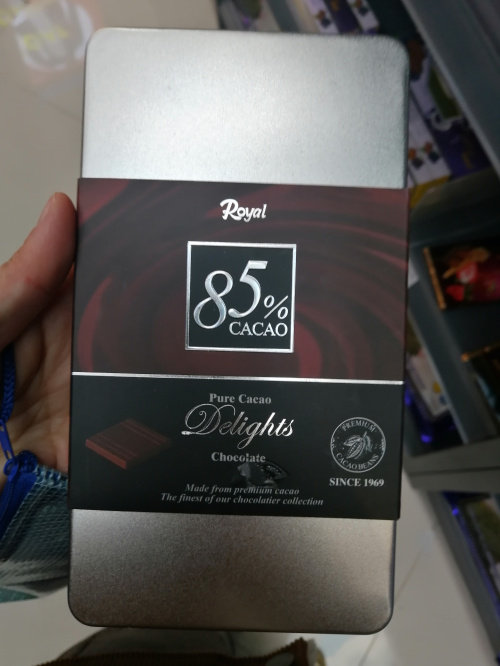 Royal
85%
CACAO
Pure Cacao
Delights
Chocolate
PREMIUM
CACAO BEANS
SINCE 1969
Made from premium cacao
The finest of our chocolatier collection